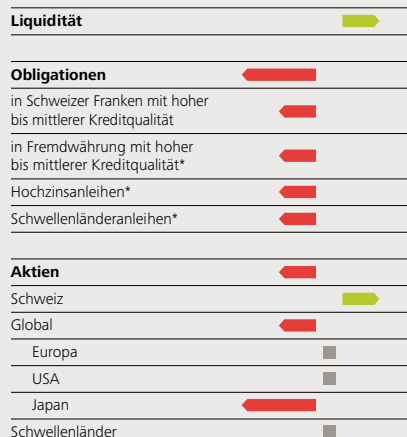 Liquidität
Obligationen
in Schweizer Franken mit hoher
bis mittlerer Kreditqualität
in Fremdwährung mit hoher
bis mittlerer Kreditqualität*
Hochzinsanleihen*
Schwellenländeranleihen*
Aktien
Schweiz
Global
Europa
USA
Japan
Schwellenländer